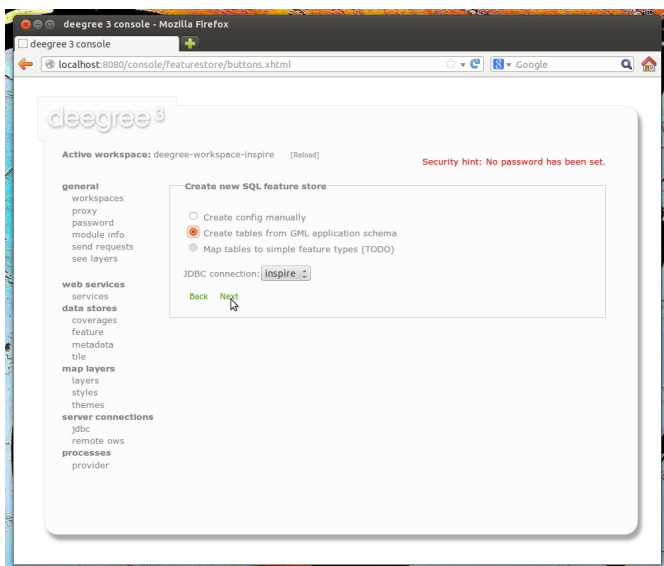 deegree 3 console - Mozilla Firefox
deegree 3 console
localhost:8080/console/featurestore/buttons.xhtml
Google
deegree 3
Active workspace: deegree-workspace-inspire [Reload]
Security hint: No password has been set.
general
workspaces
proxy
password
module info
send requests
see layers
web services
services
data stores
coverages
feature
metadata
tile
map layers
layers
styles
themes
server connections
jdbc
remote ows
processes
provider
Create new SQL feature store
Create config manually
Create tables from GML application schema
Map tables to simple feature types (TODO)
JDBC connection: inspire
Back Next